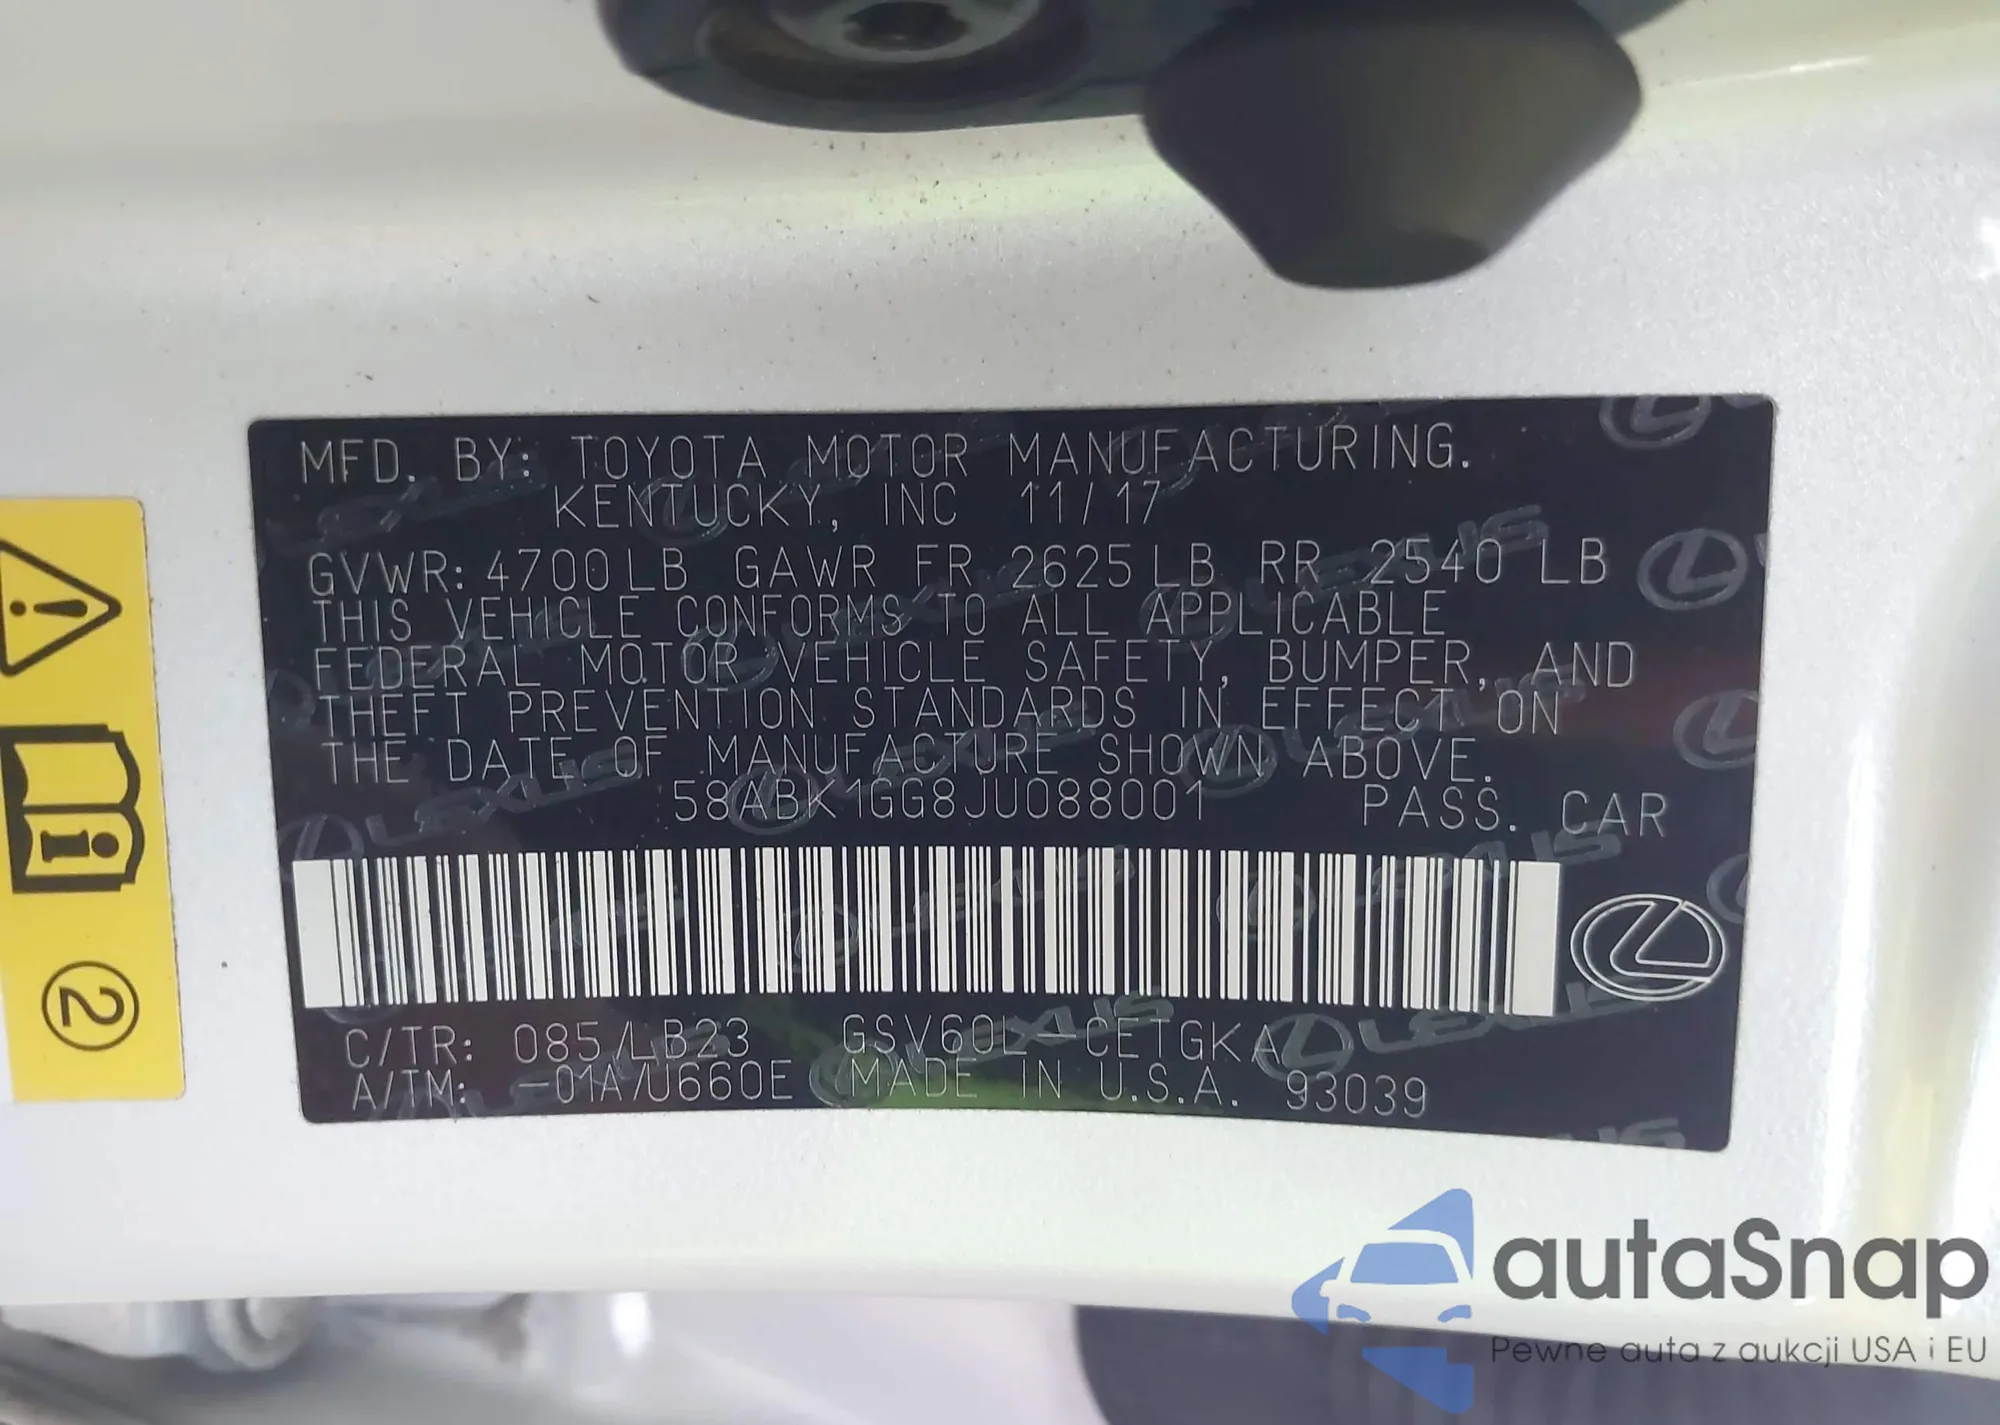 MFD. BY: TOYOTA MOTOR MANUFACTURING.
KENTUCKY, INC 11/17
GVWR: 4700LB GAWR FR 2625LB RR 2540 LB
THIS VEHICLE CONFORMS TO ALL APPLICABLE
FEDERAL MOTOR VEHICLE SAFETY, BUMPER, AND
THEFT PREVENTION STANDARDS IN EFFECT ON
THE DATE OF MANUFACTURE SHOWN ABOVE.
58ABK1GG8JU088001 PASS. CAR
C/TR: 085/LB23 GSV60L-CETGKA
A/TM: -01A/U660E MADE IN U.S.A. 93039
LEXUS
2
autaSnap
Pewne auta z aukcji USA i EU